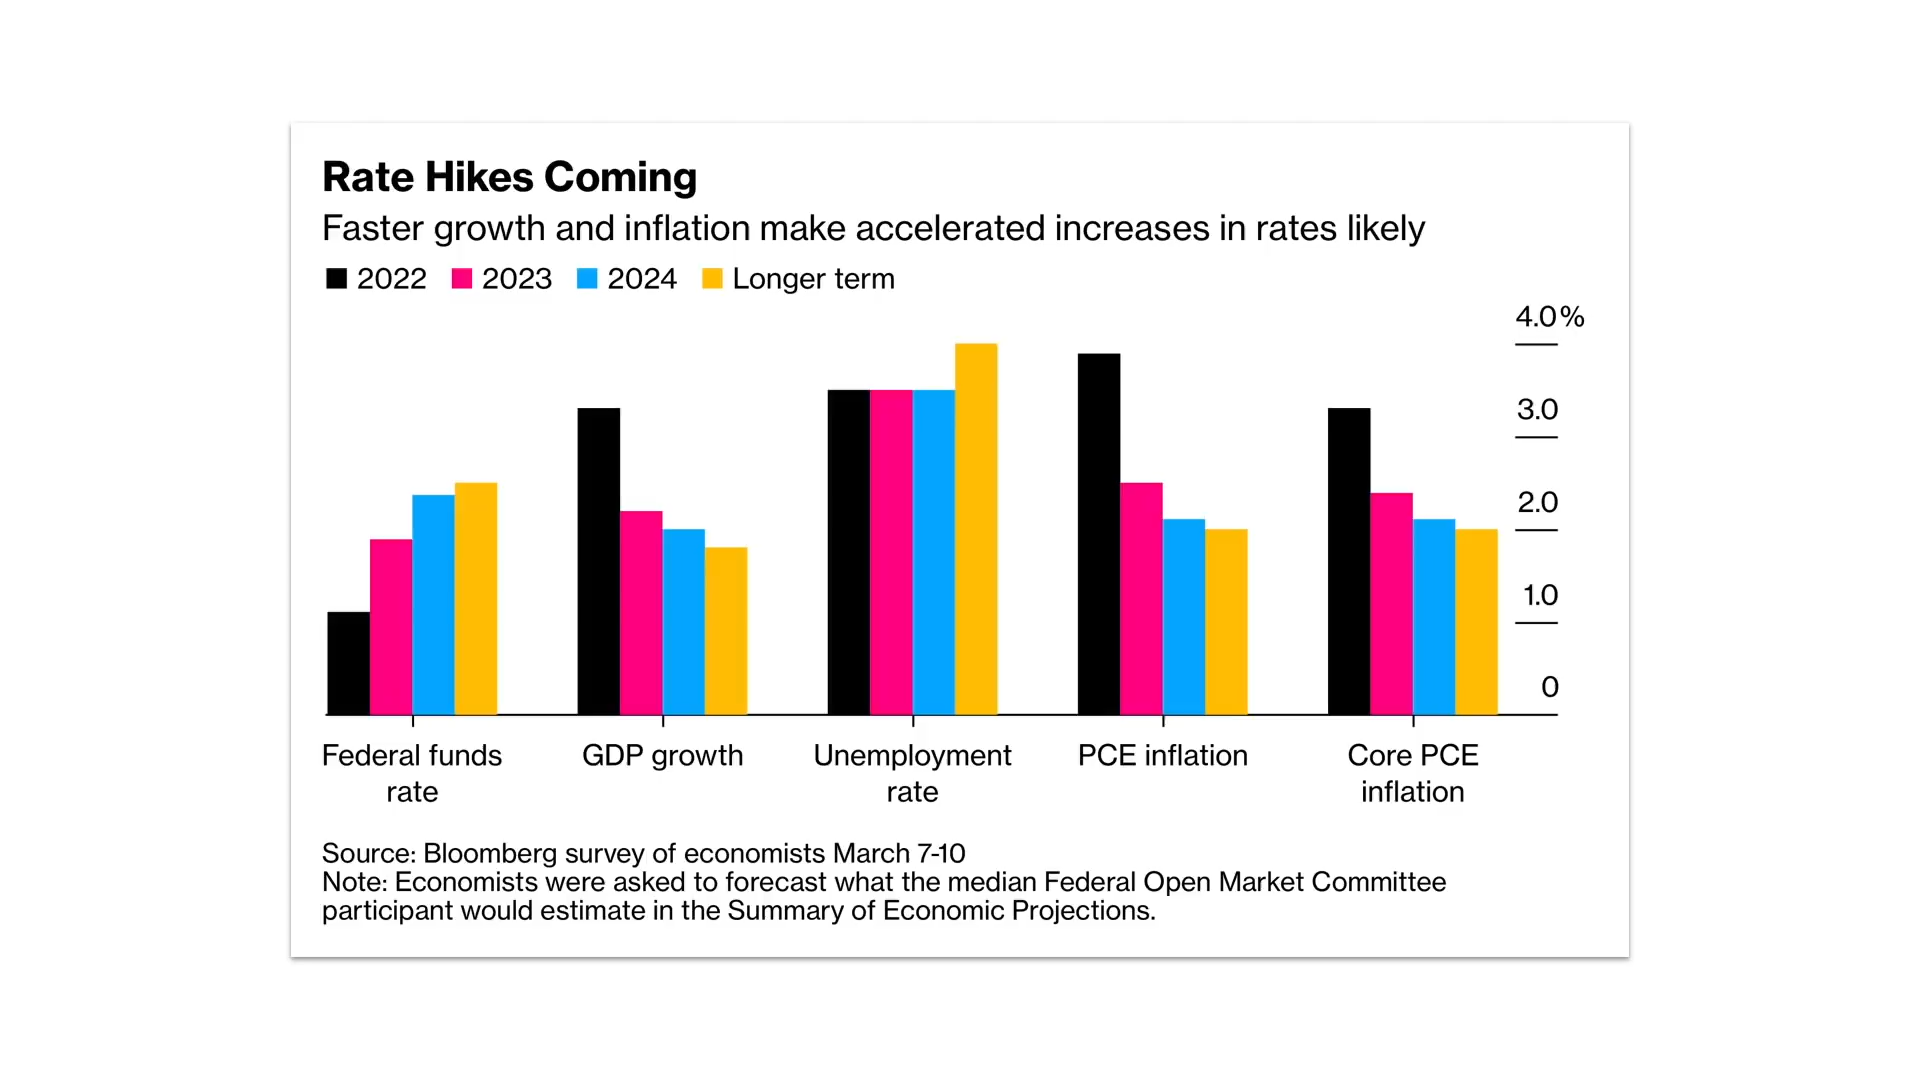 Rate Hikes Coming
Faster growth and inflation make accelerated increases in rates likely
2022 2023 2024 Longer term
4.0%
3.0
2.0
1.0
0
Federal funds rate
GDP growth
Unemployment rate
PCE inflation
Core PCE inflation
Source: Bloomberg survey of economists March 7-10
Note: Economists were asked to forecast what the median Federal Open Market Committee
participant would estimate in the Summary of Economic Projections.